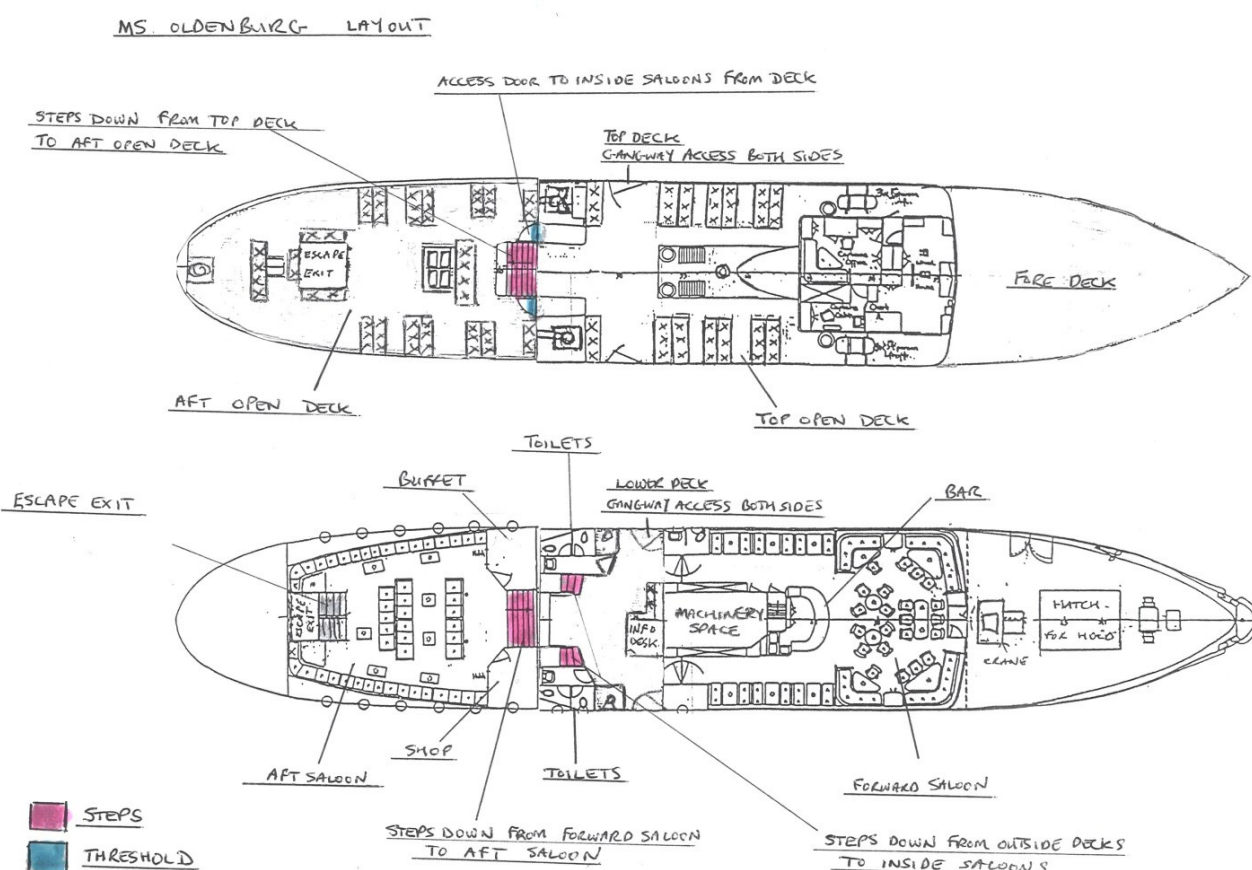 MS. OLDENBURG LAYOUT
ACCESS DOOR TO INSIDE SALOONS FROM DECK
STEPS DOWN FROM TOP DECK
TO AFT OPEN DECK
TOP DECK
GANGWAY ACCESS BOTH SIDES
ESCAPE
EXIT
FORE DECK
AFT OPEN DECK
TOP OPEN DECK
TOILETS
ESCAPE EXIT
BUFFET
LOWER DECK
GANGWAY ACCESS BOTH SIDES
BAR
ESCAPE
EXIT
INFO
DESK
MACHINERY
SPACE
HATCH
FOR HOLD
CRANE
SHOP
AFT SALOON
TOILETS
FORWARD SALOON
STEPS
STEPS DOWN FROM FORWARD SALOON
TO AFT SALOON
STEPS DOWN FROM OUTSIDE DECKS
TO INSIDE SALOONS
THRESHOLD